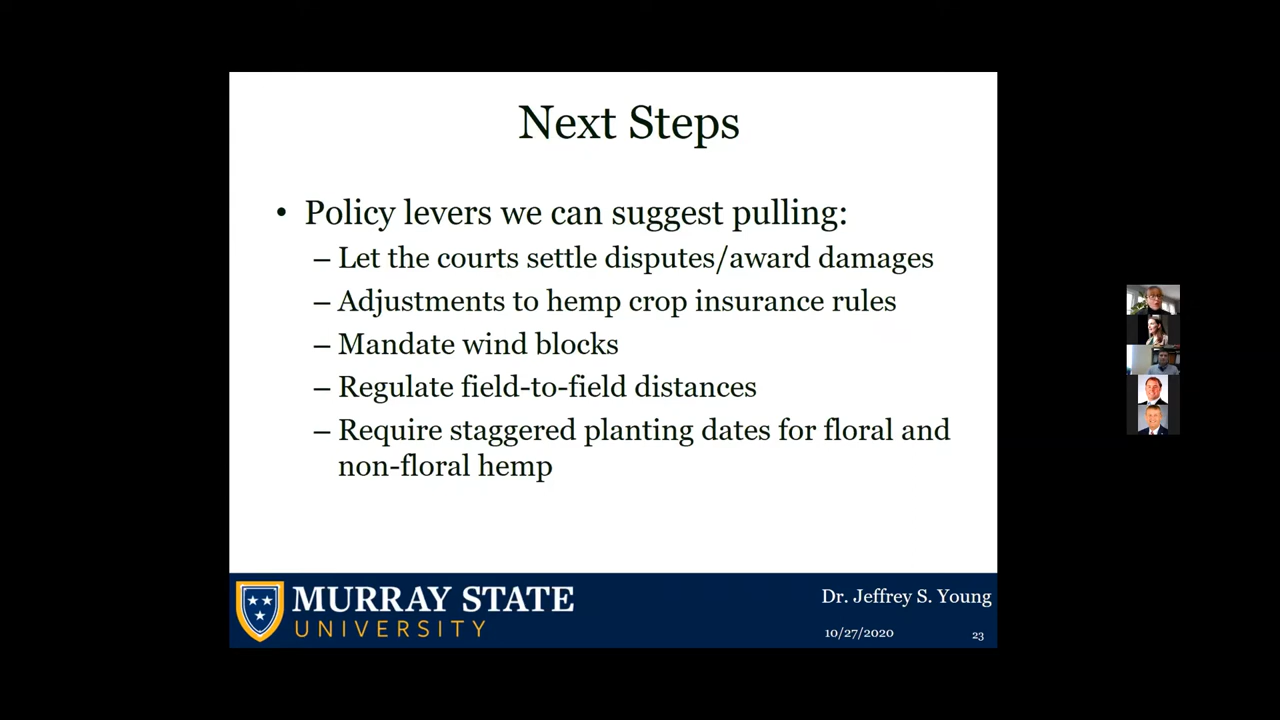 Next Steps
• Policy levers we can suggest pulling:
– Let the courts settle disputes/award damages
– Adjustments to hemp crop insurance rules
– Mandate wind blocks
– Regulate field-to-field distances
– Require staggered planting dates for floral and
non-floral hemp
MURRAY STATE
UNIVERSITY
Dr. Jeffrey S. Young
10/27/2020
23